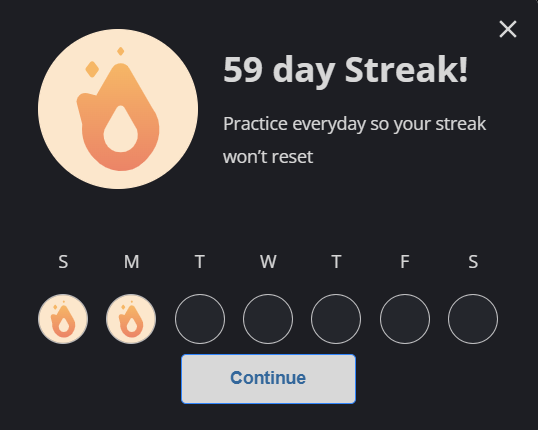 59 day Streak!
Practice everyday so your streak
won’t reset
S M T W T F S
Continue